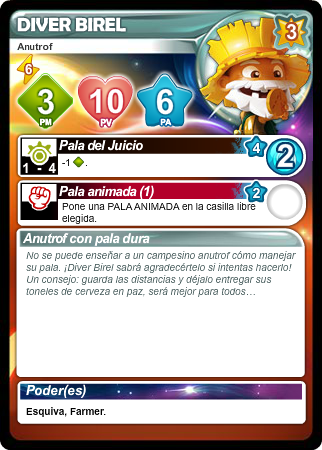 DIVER BIREL
3
Anutrof
6
3
PM
10
PV
6
PA
Pala del Juicio
4
2
1 - 4
-1 .
Pala animada (1)
2
Pone una PALA ANIMADA en la casilla libre
elegida.
Anutrof con pala dura
No se puede enseñar a un campesino anutrof cómo manejar
su pala. ¡Diver Birel sabrá agradecértelo si intentas hacerlo!
Un consejo: guarda las distancias y déjalo entregar sus
toneles de cerveza en paz, será mejor para todos…
Poder(es)
Esquiva, Farmer.